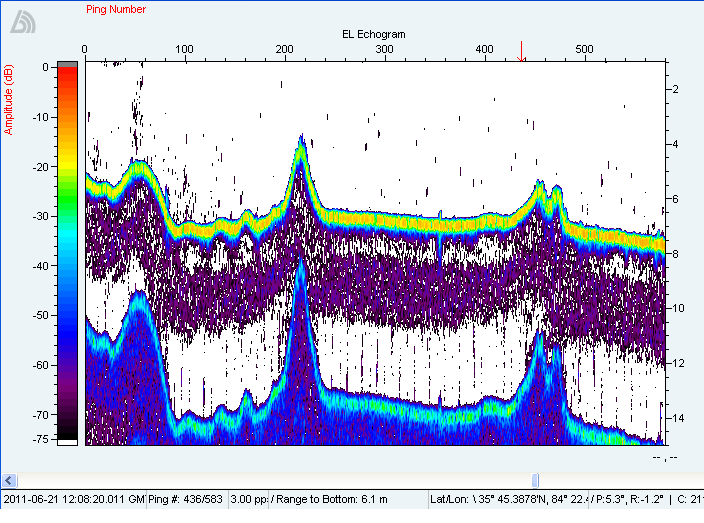 Ping Number
EL Echogram
0 100 200 300 400 500
Amplitude (dB)
0
-10
-20
-30
-40
-50
-60
-70
-75
2
4
6
8
10
12
14
-- , --
2011-06-21 12:08:20.011 GM Ping #: 436/583 3.00 pps / Range to Bottom: 6.1 m Lat/Lon: \ 35° 45.3878'N, 84° 22.4 / P:5.3°, R:-1.2° | C: 21